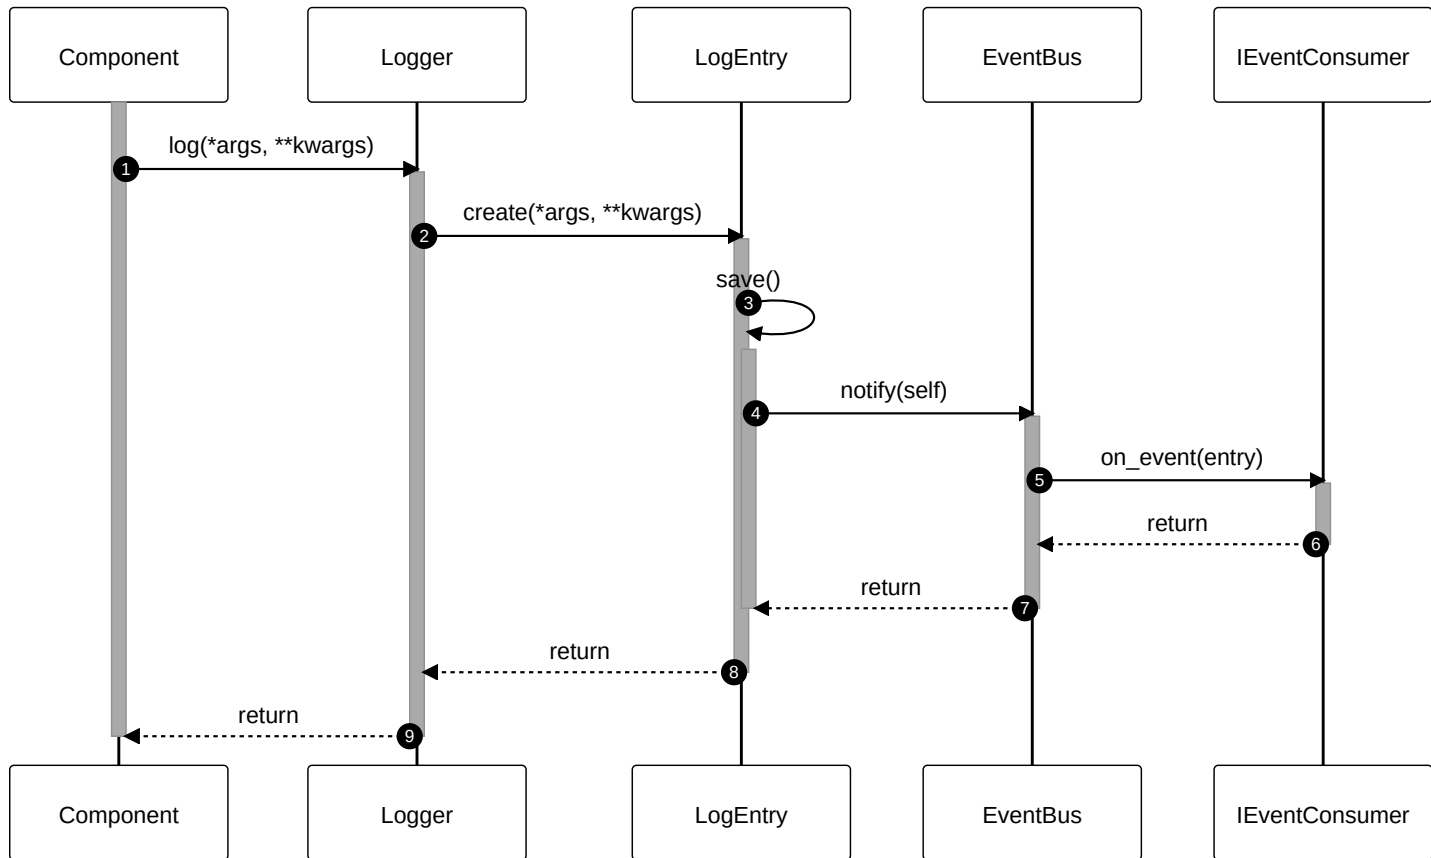 Component
Logger
LogEntry
EventBus
IEventConsumer
log(*args, **kwargs)
1
create(*args, **kwargs)
2
save()
3
notify(self)
4
on_event(entry)
5
return
6
return
7
return
8
return
9
Component
Logger
LogEntry
EventBus
IEventConsumer